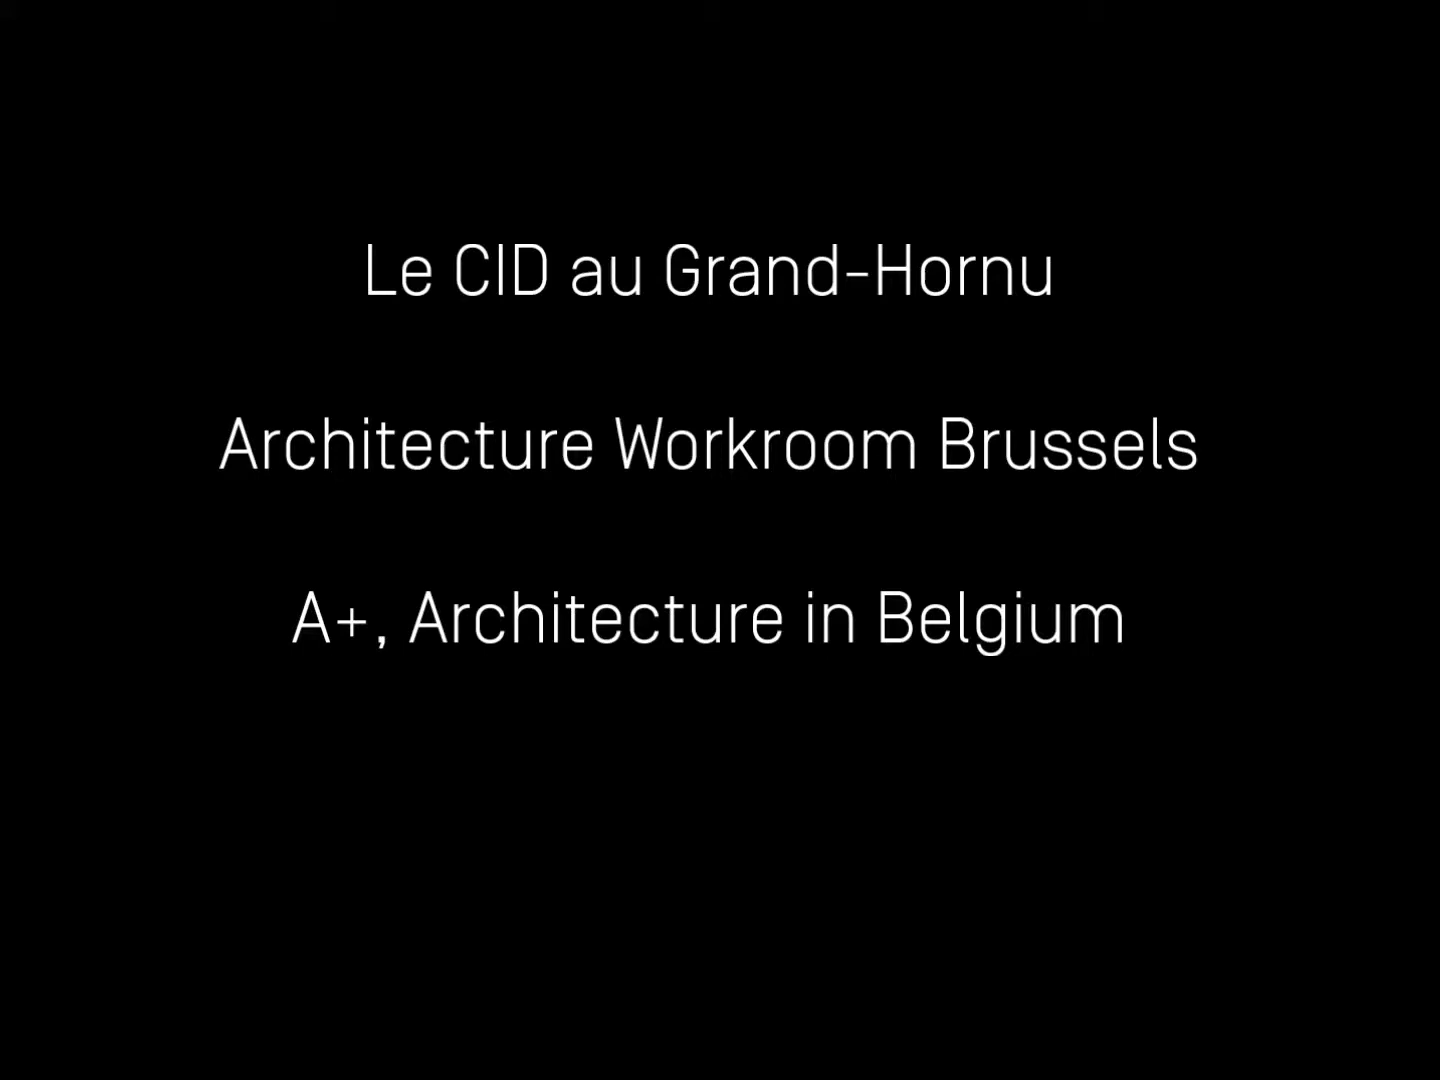 Le CID au Grand-Hornu
Architecture Workroom Brussels
A+, Architecture in Belgium